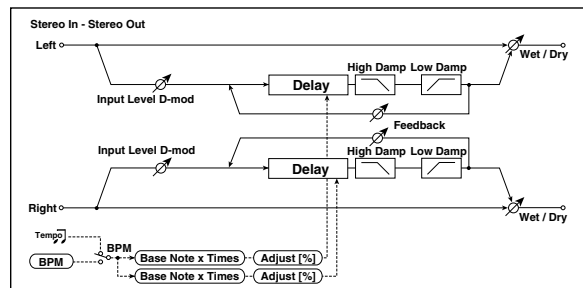 Stereo In - Stereo Out
Left
Wet / Dry
High Damp Low Damp
Delay
Input Level D-mod
Feedback
Input Level D-mod
High Damp Low Damp
Delay
Right
Wet / Dry
Tempo
BPM
BPM
Base Note x Times
Adjust [%]
Base Note x Times
Adjust [%]